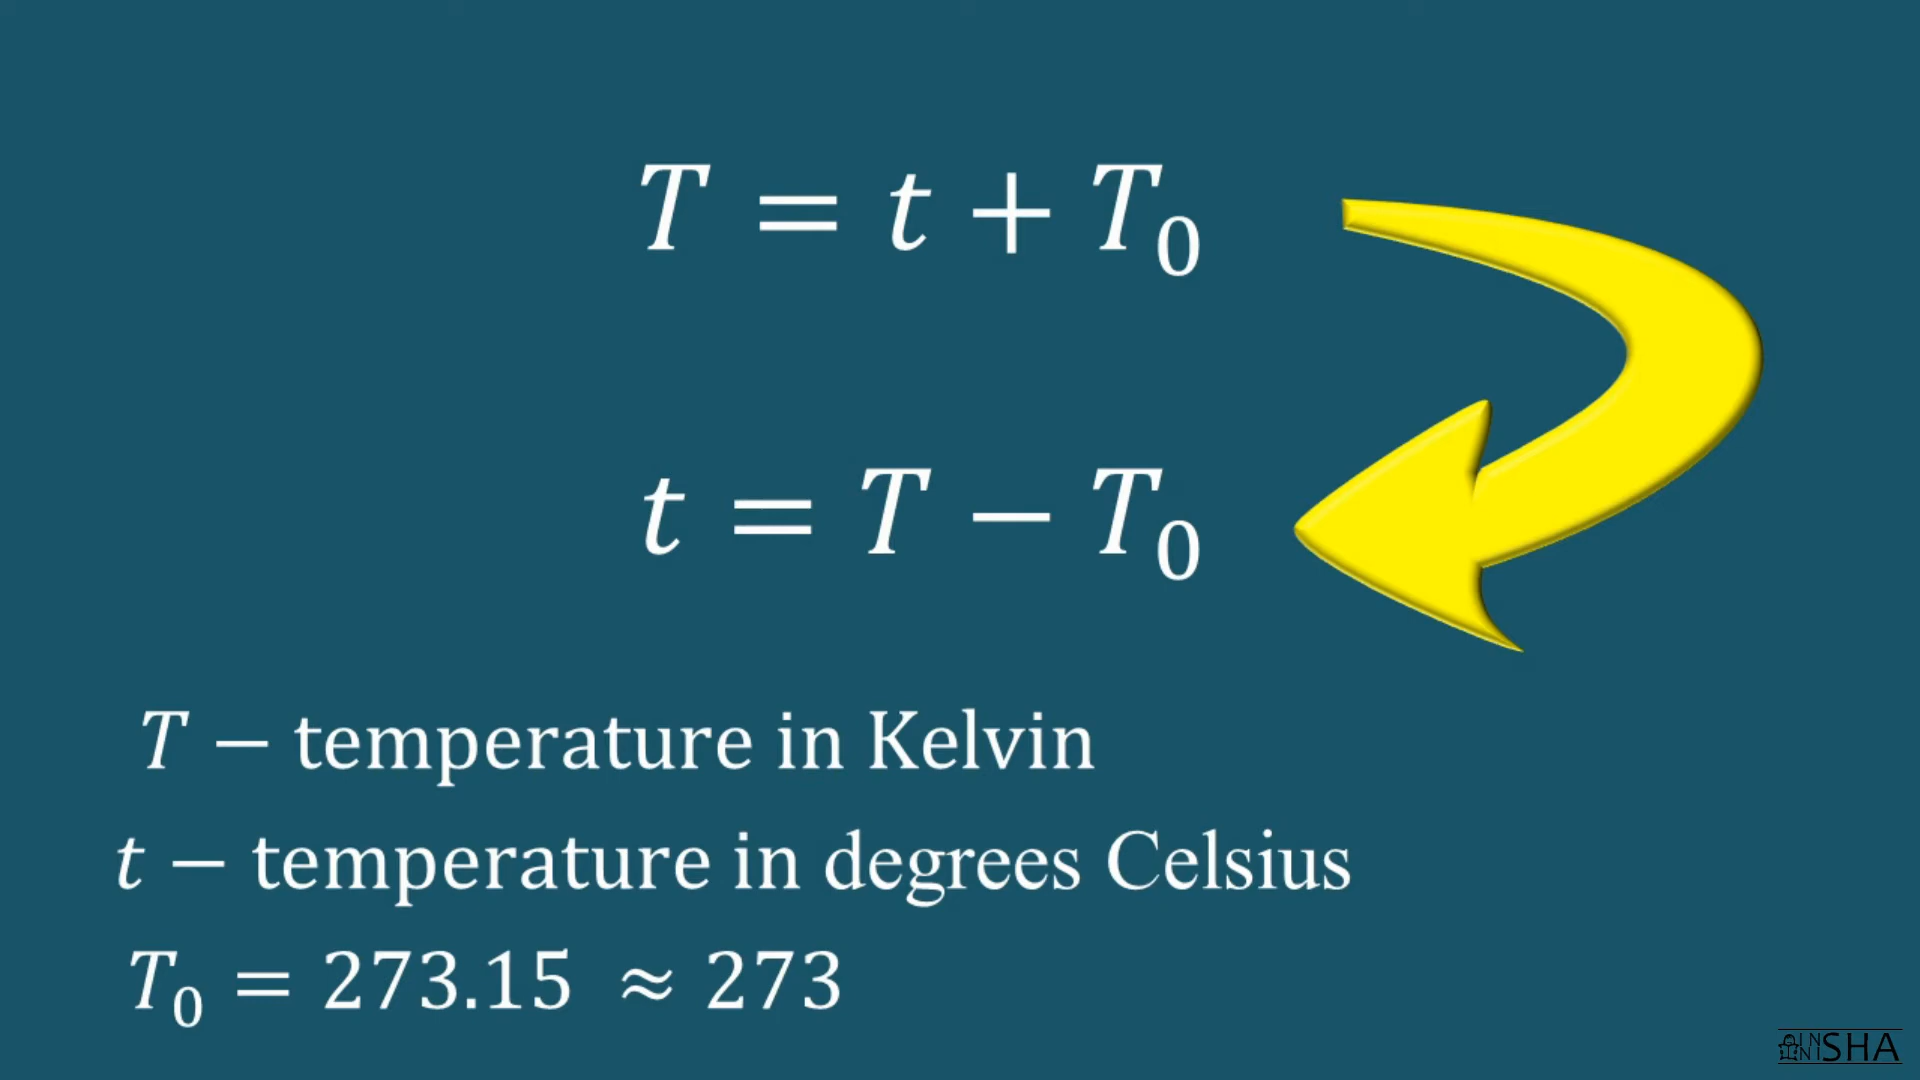 T = t + T₀
t = T − T₀
T − temperature in Kelvin
t − temperature in degrees Celsius
T₀ = 273.15 ≈ 273
SHA